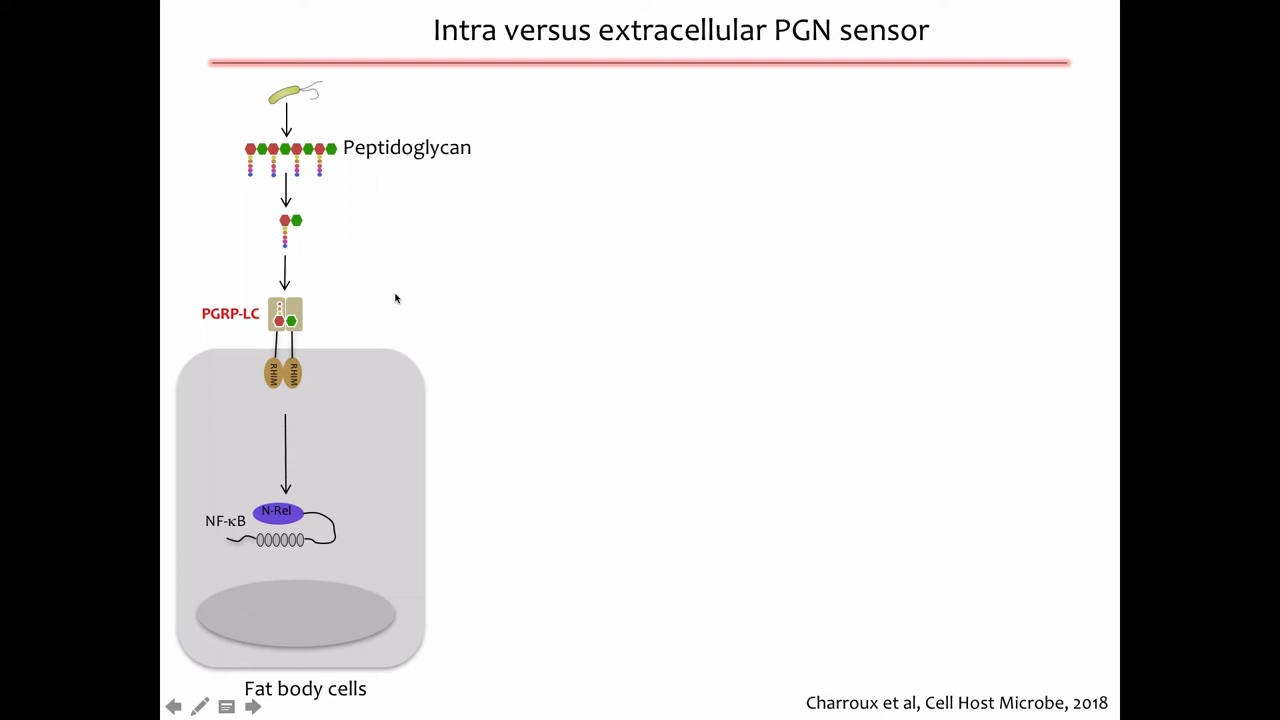 Intra versus extracellular PGN sensor
Peptidoglycan
PGRP-LC
RHIM RHIM
N-Rel
NF-κB
Fat body cells
Charroux et al, Cell Host Microbe, 2018